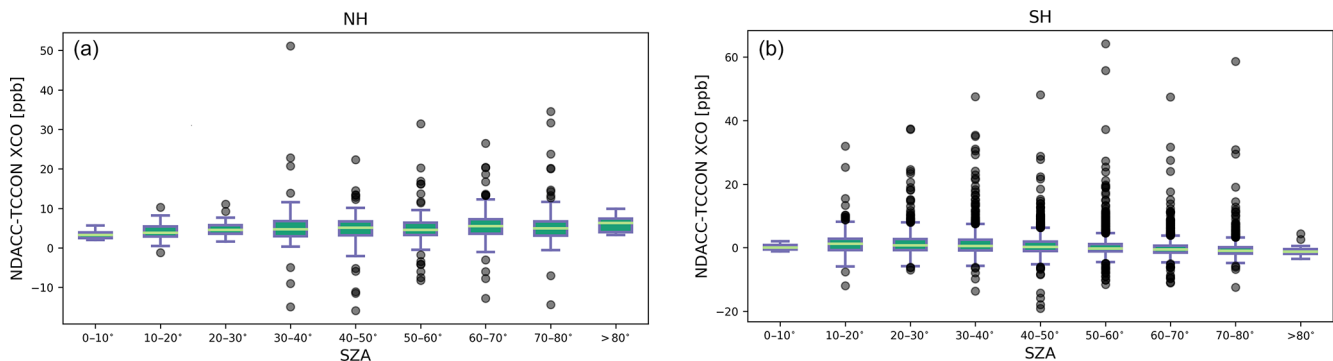 NH
(a)
NDACC-TCCON XCO [ppb]
50
40
30
20
10
0
−10
0–10° 10–20° 20–30° 30–40° 40–50° 50–60° 60–70° 70–80° >80°
SZA
SH
(b)
NDACC-TCCON XCO [ppb]
60
40
20
0
−20
0–10° 10–20° 20–30° 30–40° 40–50° 50–60° 60–70° 70–80° >80°
SZA